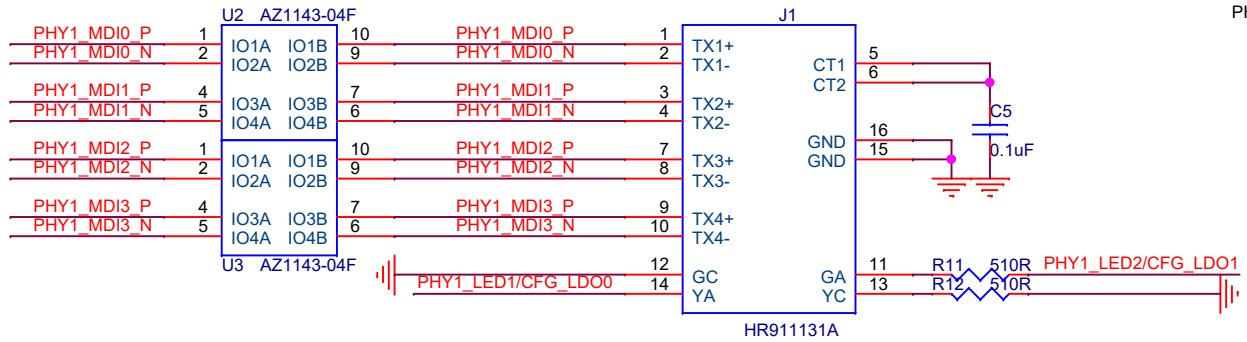 U2 AZ1143-04F J1 PH
PHY1_MDI0_P 1 IO1A IO1B 10 PHY1_MDI0_P 1 TX1+
PHY1_MDI0_N 2 IO2A IO2B 9 PHY1_MDI0_N 2 TX1- CT1 5
CT2 6
PHY1_MDI1_P 4 IO3A IO3B 7 PHY1_MDI1_P 3 TX2+
PHY1_MDI1_N 5 IO4A IO4B 6 PHY1_MDI1_N 4 TX2- C5
GND 16
PHY1_MDI2_P 1 IO1A IO1B 10 PHY1_MDI2_P 7 TX3+ GND 15 0.1uF
PHY1_MDI2_N 2 IO2A IO2B 9 PHY1_MDI2_N 8 TX3-
PHY1_MDI3_P 4 IO3A IO3B 7 PHY1_MDI3_P 9 TX4+
PHY1_MDI3_N 5 IO4A IO4B 6 PHY1_MDI3_N 10 TX4-
U3 AZ1143-04F
12 GC GA 11 R11 510R PHY1_LED2/CFG_LDO1
PHY1_LED1/CFG_LDO0 14 YA YC 13 R12 510R
HR911131A